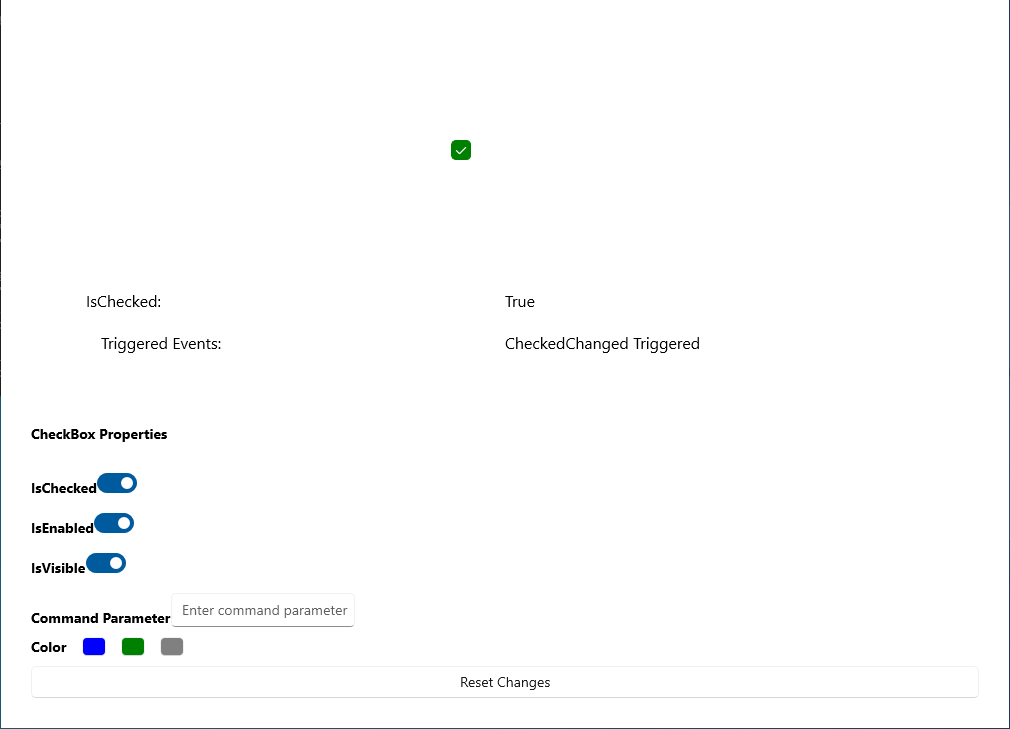 IsChecked: True
Triggered Events: CheckedChanged Triggered
CheckBox Properties
IsChecked
IsEnabled
IsVisible
Command Parameter Enter command parameter
Color
Reset Changes